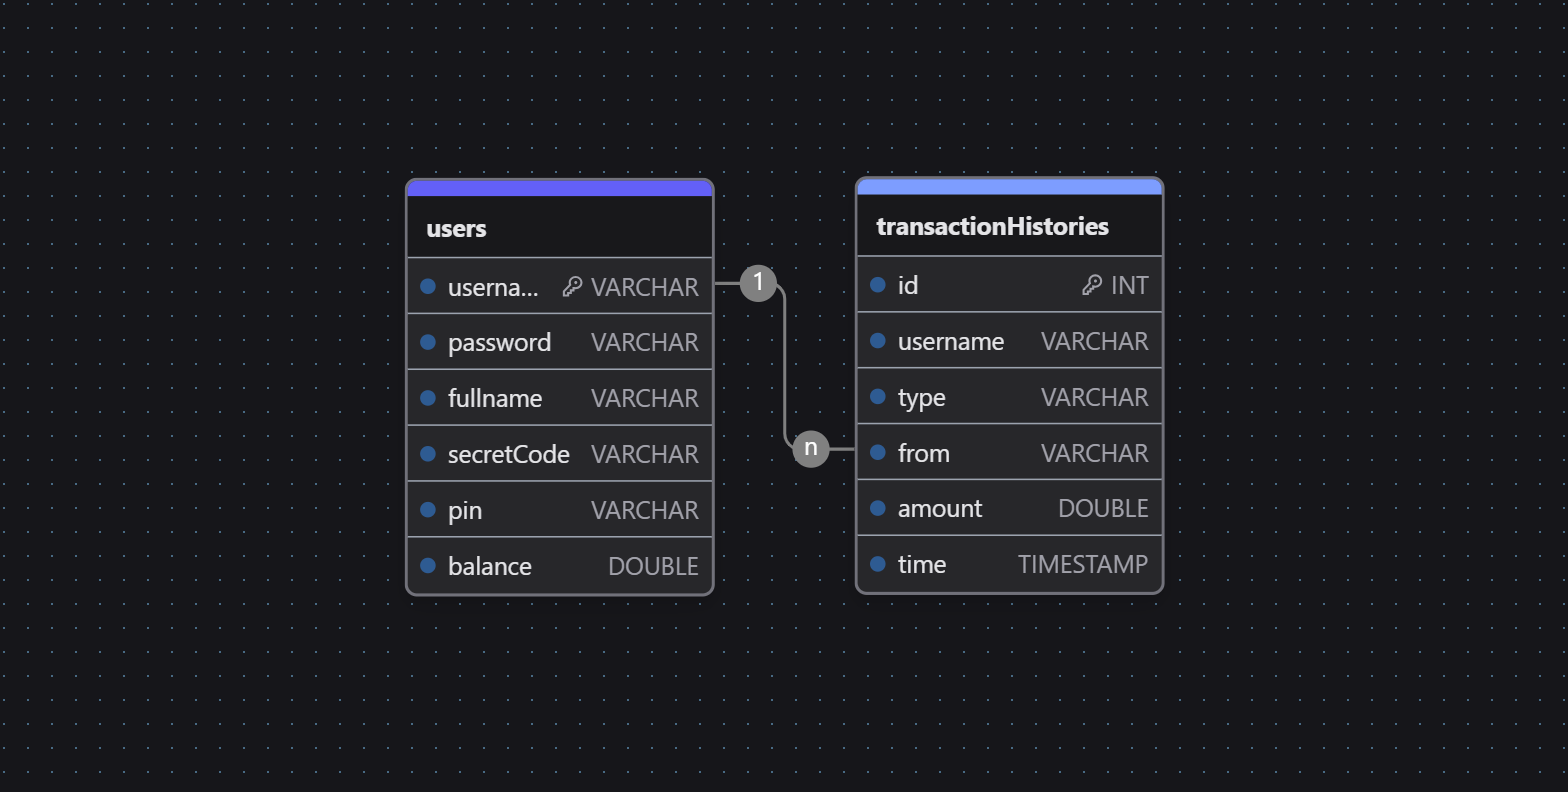 users
userna... VARCHAR
password VARCHAR
fullname VARCHAR
secretCode VARCHAR
pin VARCHAR
balance DOUBLE
1
n
transactionHistories
id INT
username VARCHAR
type VARCHAR
from VARCHAR
amount DOUBLE
time TIMESTAMP